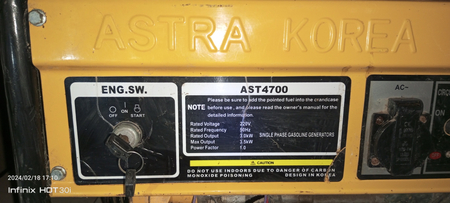 ASTRA KOREA
ENG.SW.
OFF ON START
AST4700
NOTE
Please be sure to add the pointed fuel into the crankcase
before use, and please read the owner's manual for the
detailed information.
Rated Voltage 220V
Rated Frequency 50Hz
Rated Output 3.0kW SINGLE PHASE GASOLINE GENERATORS
Max Output 3.5kW
Power Factor 1.0
CAUTION
DO NOT USE INDOORS DUE TO DANGER OF CARBON
MONOXIDE POISONING DESIGN IN KOREA
AC~
2024/02/18 17:16
Infinix HOT 30i